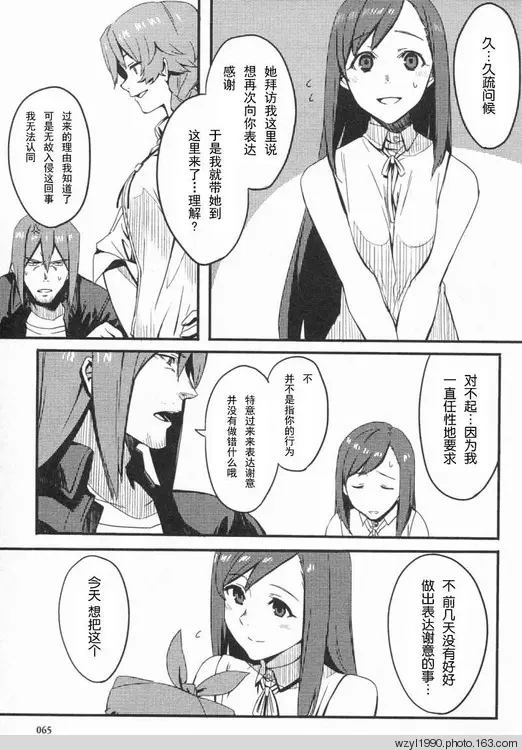 久…久疏问候
她拜访我这里说
想再次向你表达
感谢
于是我就带她到
这里来了…理解？
过来的理由我知道了
可是无故入侵这回事
我无法认同
对不起…因为我
一直任性地要求
不
并不是指你的行为
特意过来来表达谢意
并没有做错什么哦
不 前几天没有好好
做出表达谢意的事…
今天 想把这个
065
wzyl1990.photo.163.com